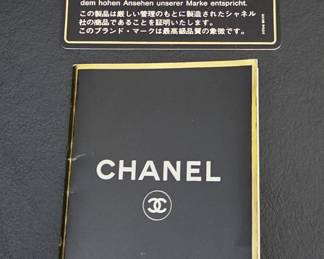 dem hohen Ansehen unserer Marke entspricht.
この製品は厳しい管理のもとに製造されたシャネル
社の商品であることを証明いたします。
このブランド・マークは最高級品質の象徴です。
CHANEL